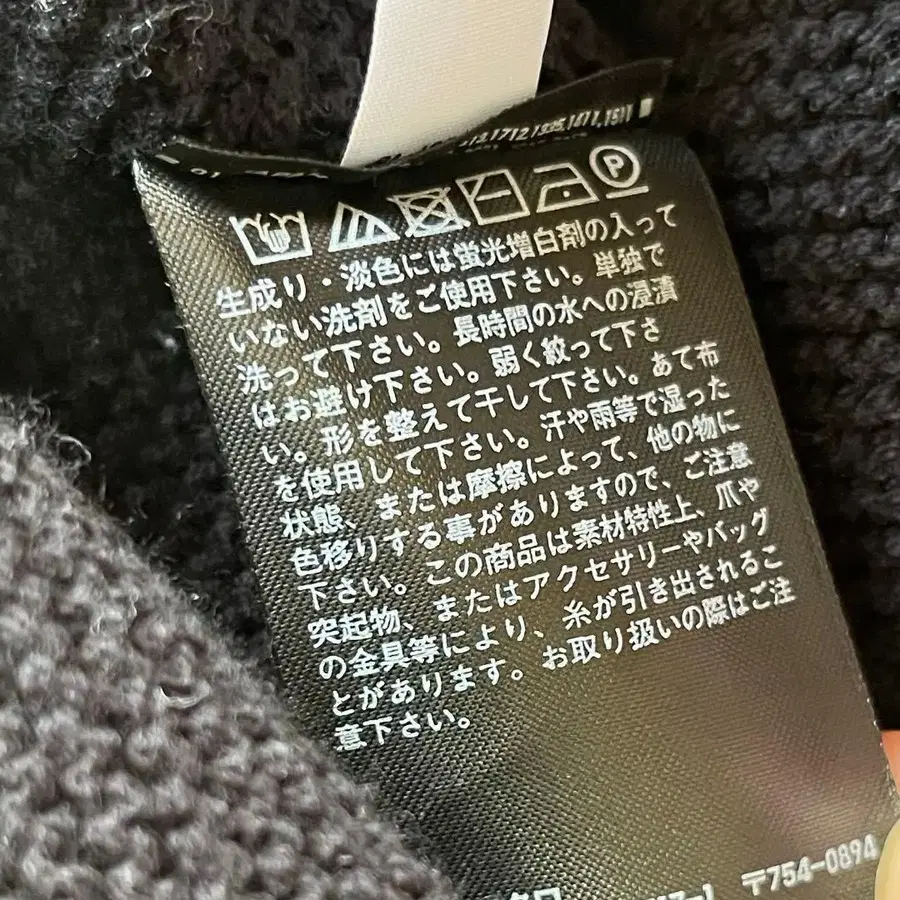 P
生成り・淡色には蛍光増白剤の入って
いない洗剤をご使用下さい。単独で
洗って下さい。長時間の水への浸漬
はお避け下さい。弱く絞って下さ
い。形を整えて干して下さい。あて布
を使用して下さい。汗や雨等で湿った
状態、または摩擦によって、他の物に
色移りする事がありますので、ご注意
下さい。この商品は素材特性上、爪や
突起物、またはアクセサリーやバッグ
の金具等により、糸が引き出されるこ
とがあります。お取り扱いの際はご注
意下さい。
〒754-0894